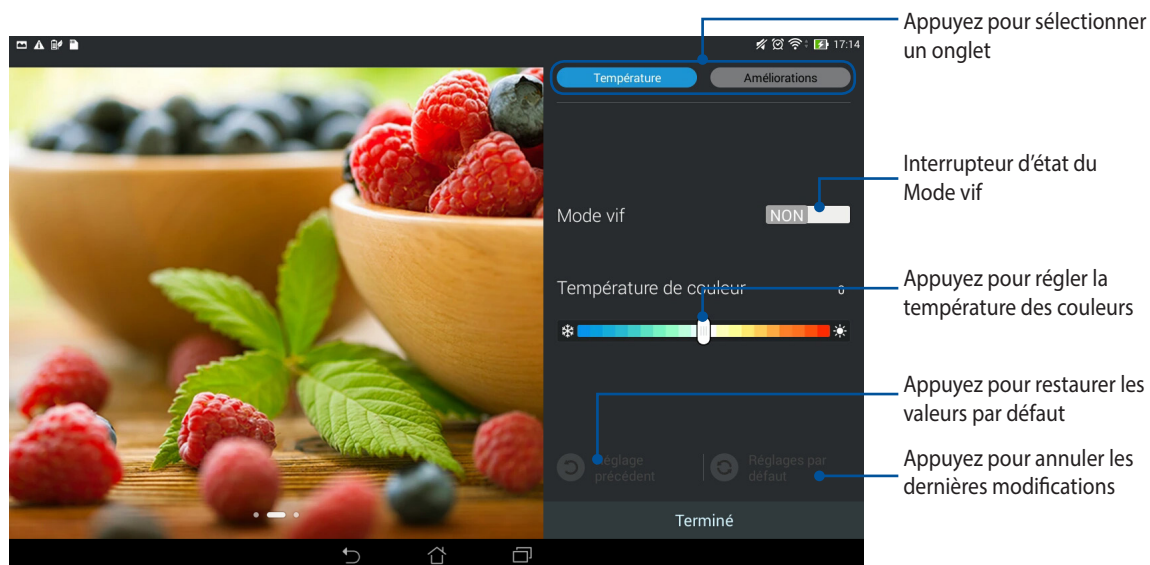 Appuyez pour sélectionner
un onglet
17:14
Température
Améliorations
Interrupteur d'état du
Mode vif
Mode vif
NON
Appuyez pour régler la
température des couleurs
Température de couleur
0
Appuyez pour restaurer les
valeurs par défaut
Réglage
précédent
Réglages par
défaut
Appuyez pour annuler les
dernières modifications
Terminé